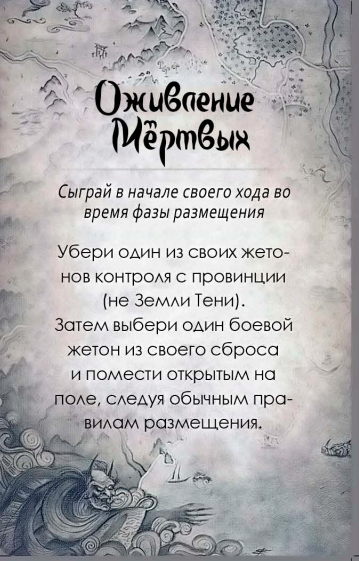 Оживление
Мёртвых
Сыграй в начале своего хода во
время фазы размещения
Убери один из своих жето-
нов контроля с провинции
(не Земли Тени).
Затем выбери один боевой
жетон из своего сброса
и помести открытым на
поле, следуя обычным пра-
вилам размещения.